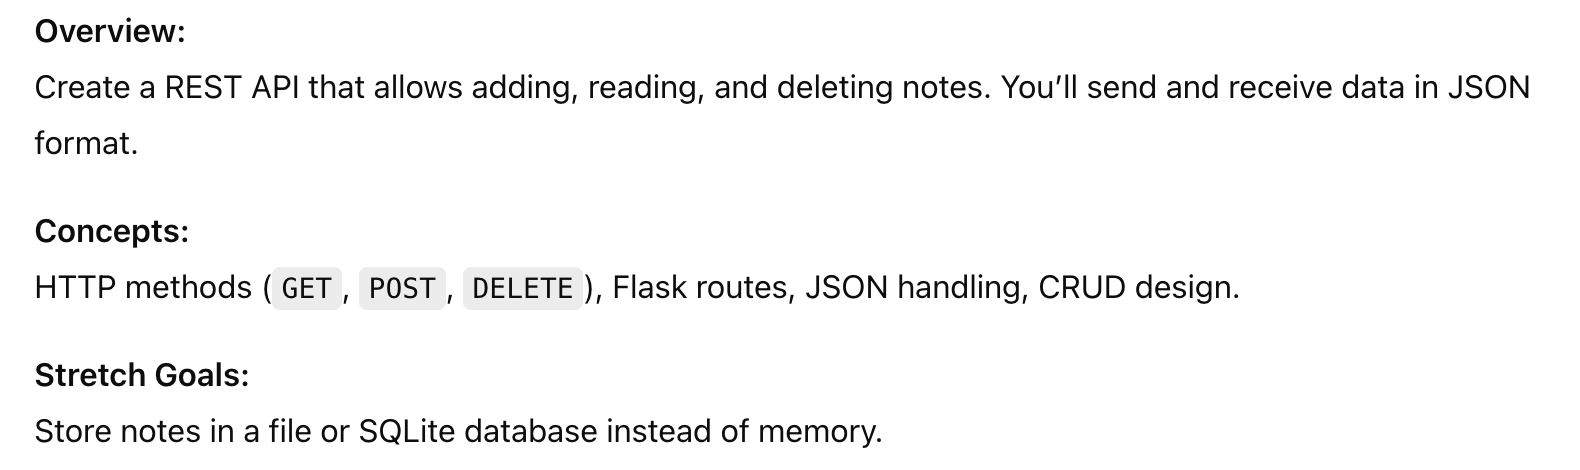 Overview:
Create a REST API that allows adding, reading, and deleting notes. You’ll send and receive data in JSON
format.
Concepts:
HTTP methods (GET, POST, DELETE), Flask routes, JSON handling, CRUD design.
Stretch Goals:
Store notes in a file or SQLite database instead of memory.